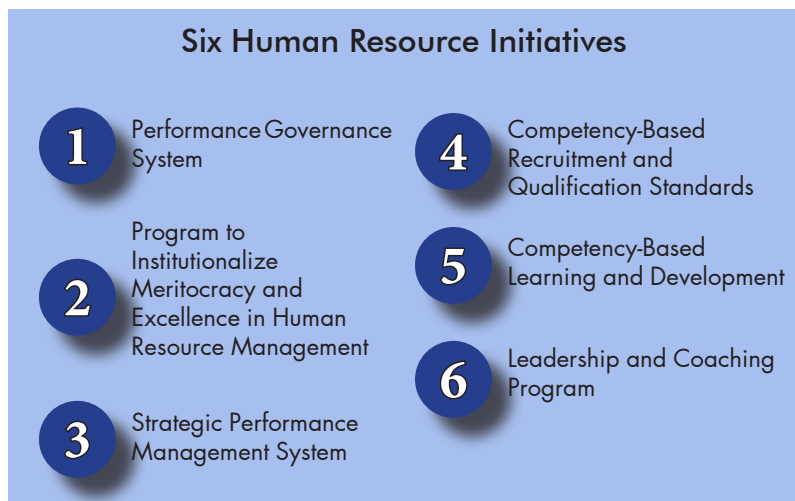 Six Human Resource Initiatives
1
Performance Governance
System
2
Program to
Institutionalize
Meritocracy and
Excellence in Human
Resource Management
3
Strategic Performance
Management System
4
Competency-Based
Recruitment and
Qualification Standards
5
Competency-Based
Learning and Development
6
Leadership and Coaching
Program